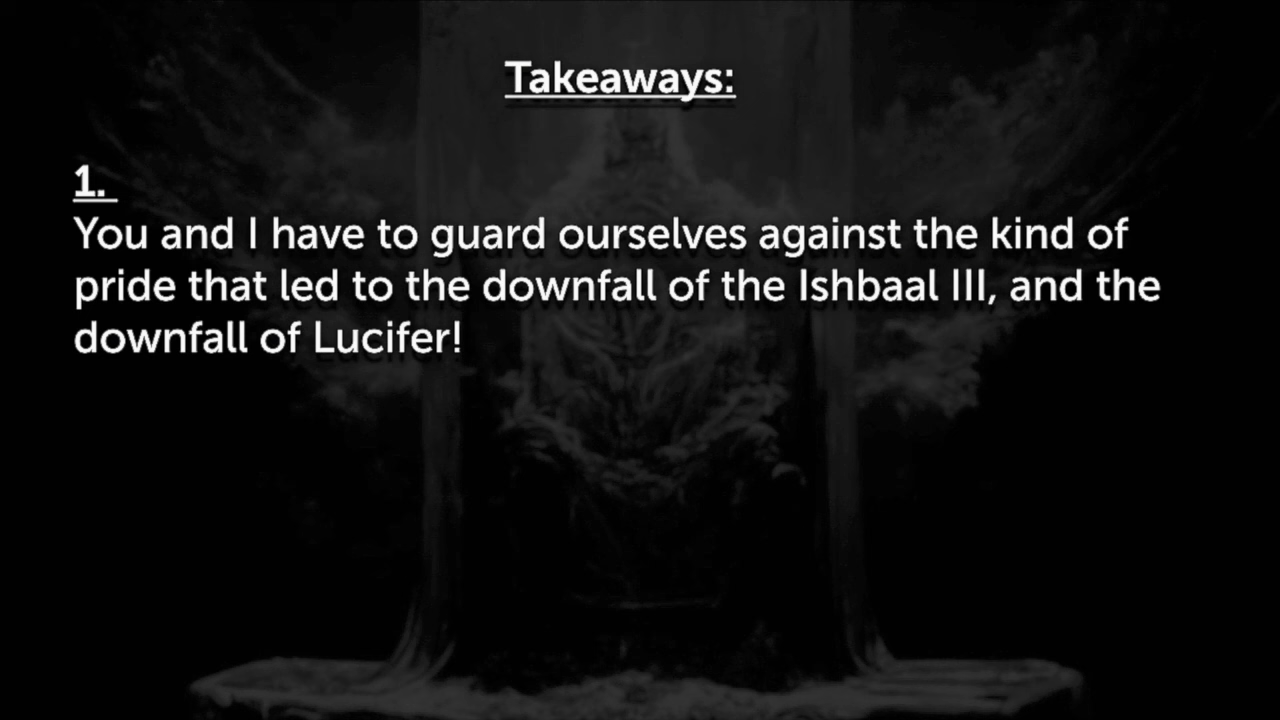 Takeaways:
1.
You and I have to guard ourselves against the kind of
pride that led to the downfall of the Ishbaal III, and the
downfall of Lucifer!